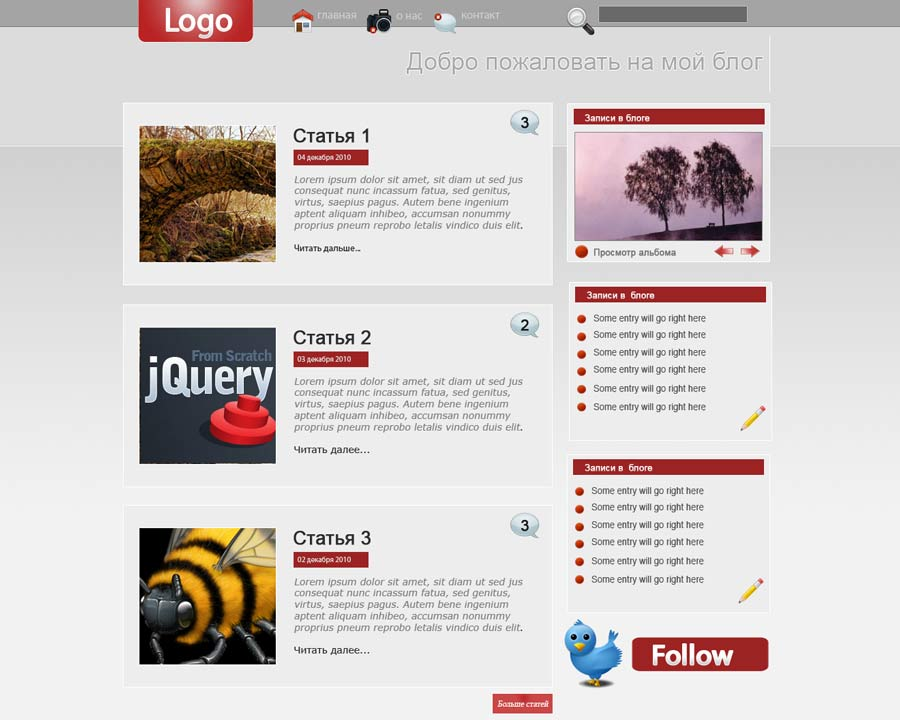 Logo
главная
о нас
контакт
Добро пожаловать на мой блог
3
Статья 1
04 декабря 2010
Lorem ipsum dolor sit amet, sit diam duis, sed jus
consequat nunc incassum fatua, sed genitus,
virtus, saepius pagus. Autem bene ingenium
aptent aliquam inhibeo, accumsan nonummy
proprius pneum reprobo letalis vindico duis elit.
Читать дальше...
2
Статья 2
From Scratch
jQuery
03 декабря 2010
Lorem ipsum dolor sit amet, sit diam duis, sed jus
consequat nunc incassum fatua, sed genitus,
virtus, saepius pagus. Autem bene ingenium
aptent aliquam inhibeo, accumsan nonummy
proprius pneum reprobo letalis vindico duis elit.
Читать далее...
3
Статья 3
02 декабря 2010
Lorem ipsum dolor sit amet, sit diam duis, sed jus
consequat nunc incassum fatua, sed genitus,
virtus, saepius pagus. Autem bene ingenium
aptent aliquam inhibeo, accumsan nonummy
proprius pneum reprobo letalis vindico duis elit.
Читать далее...
Больше статей
Записи в блоге
Просмотр альбома
Записи в блоге
Some entry will go right here
Some entry will go right here
Some entry will go right here
Some entry will go right here
Some entry will go right here
Some entry will go right here
Записи в блоге
Some entry will go right here
Some entry will go right here
Some entry will go right here
Some entry will go right here
Some entry will go right here
Some entry will go right here
Follow